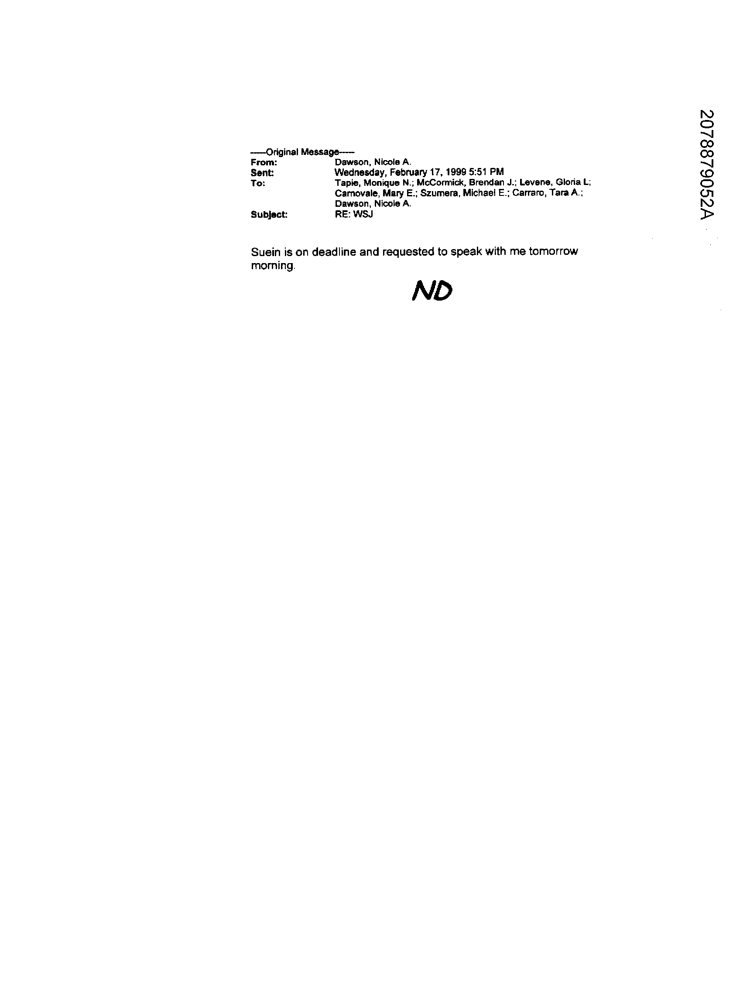 -----Original Message-----
From: Dawson, Nicole A.
Sent: Wednesday, February 17, 1999 5:51 PM
To: Tapie, Monique N.; McCormick, Brendan J.; Levene, Gloria L;
Carnovale, Mary E.; Szumera, Michael E.; Carraro, Tara A.;
Dawson, Nicole A.
Subject: RE: WSJ
Suein is on deadline and requested to speak with me tomorrow
morning.
ND
2078879052A